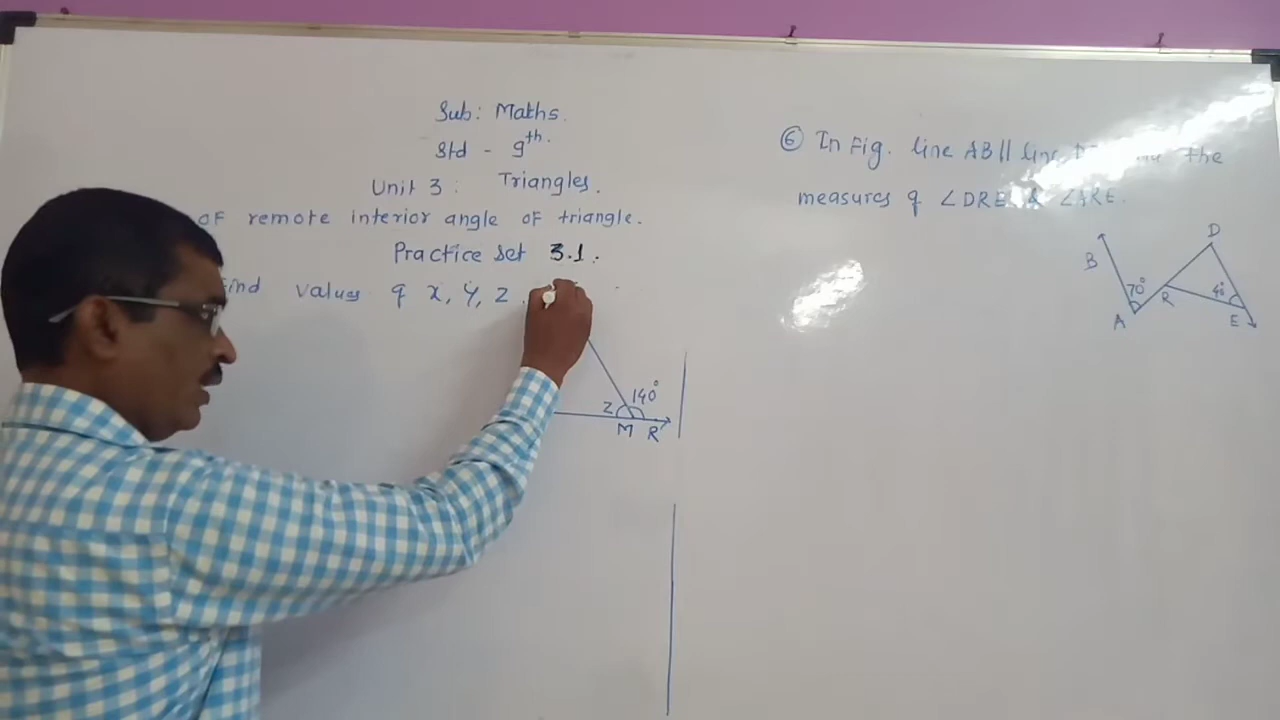 Sub: Maths.
Std - 9th.
Unit 3: Triangles.
of remote interior angle of triangle.
Practice Set 3.1.
find values of x, y, z.
z 140°
M R
⑥ In Fig. line AB || line the
measures of ∠DRE & ∠ARE.
D
B
70° R 40°
A E